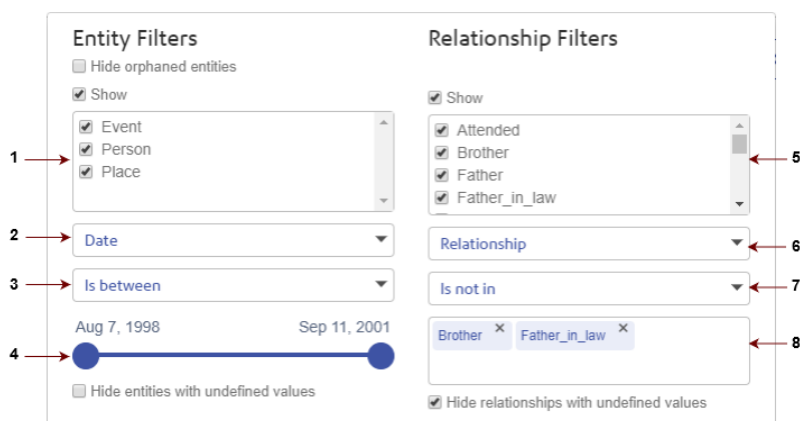 Entity Filters
Hide orphaned entities
Show
Event
Person
Place
1
Date
2
Is between
3
Aug 7, 1998 Sep 11, 2001
4
Hide entities with undefined values
Relationship Filters
Show
Attended
Brother
Father
Father_in_law
5
Relationship
6
Is not in
7
Brother × Father_in_law ×
8
Hide relationships with undefined values